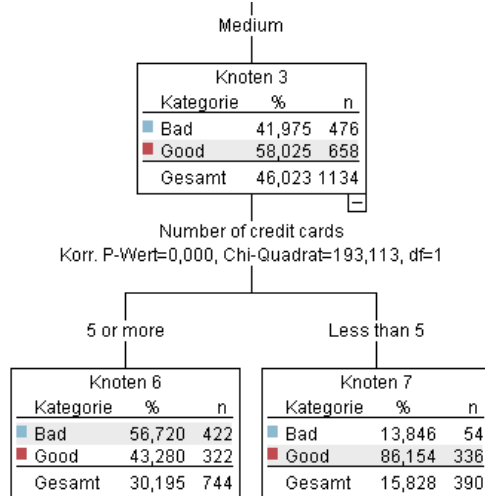 Medium
Knoten 3
Kategorie % n
Bad 41,975 476
Good 58,025 658
Gesamt 46,023 1134
Number of credit cards
Korr. P-Wert=0,000, Chi-Quadrat=193,113, df=1
5 or more
Less than 5
Knoten 6
Kategorie % n
Bad 56,720 422
Good 43,280 322
Gesamt 30,195 744
Knoten 7
Kategorie % n
Bad 13,846 54
Good 86,154 336
Gesamt 15,828 390